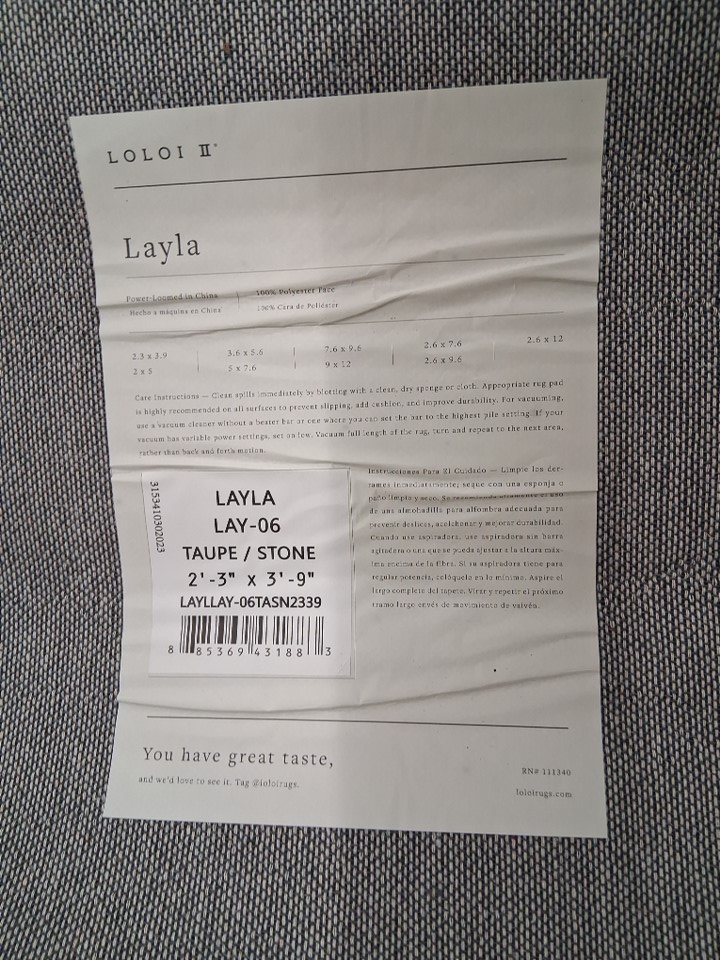 LOLOI II®
Layla
Power-Loomed in China
Hecho a maquina en China
100% Polyester Face
100% Cara de Poliéster
2.3 x 3.9
2 x 5
3.6 x 5.6
5 x 7.6
7.6 x 9.6
9 x 12
2.6 x 7.6
2.6 x 9.6
2.6 x 12
Care Instructions — Clean spills immediately by blotting with a clean, dry sponge or cloth. Appropriate rug pad
is highly recommended on all surfaces to prevent slipping, add cushion, and improve durability. For vacuuming,
use a vacuum cleaner without a beater bar or one where you can set the bar to the highest pile setting. If your
vacuum has variable power settings, set on low. Vacuum full length of the rug, turn and repeat to the next area,
rather than back and forth motion.
3153410302023
LAYLA
LAY-06
TAUPE / STONE
2'-3" x 3'-9"
LAYLLAY-06TASN2339
8 85369 43188 3
Instrucciones Para El Cuidado — Limpie los der-
rames inmediatamente; seque con una esponja o
paño limpio y seco. Se recomienda altamente el uso
de una almohadilla para alfombra adecuada para
prevenir deslices, acolchonar y mejorar durabilidad.
Cuando use aspiradora, use aspiradora sin barra
agitadora o una que se pueda ajustar a la altura máx-
ima encima de la fibra. Si su aspiradora tiene para
regular potencia, colóquelo en lo mínimo. Aspire el
largo completo del tapete. Virar y repetir el próximo
tramo largo envés de movimiento de vaivén.
You have great taste,
and we'd love to see it. Tag @loloirugs.
RN# 111340
loloirugs.com